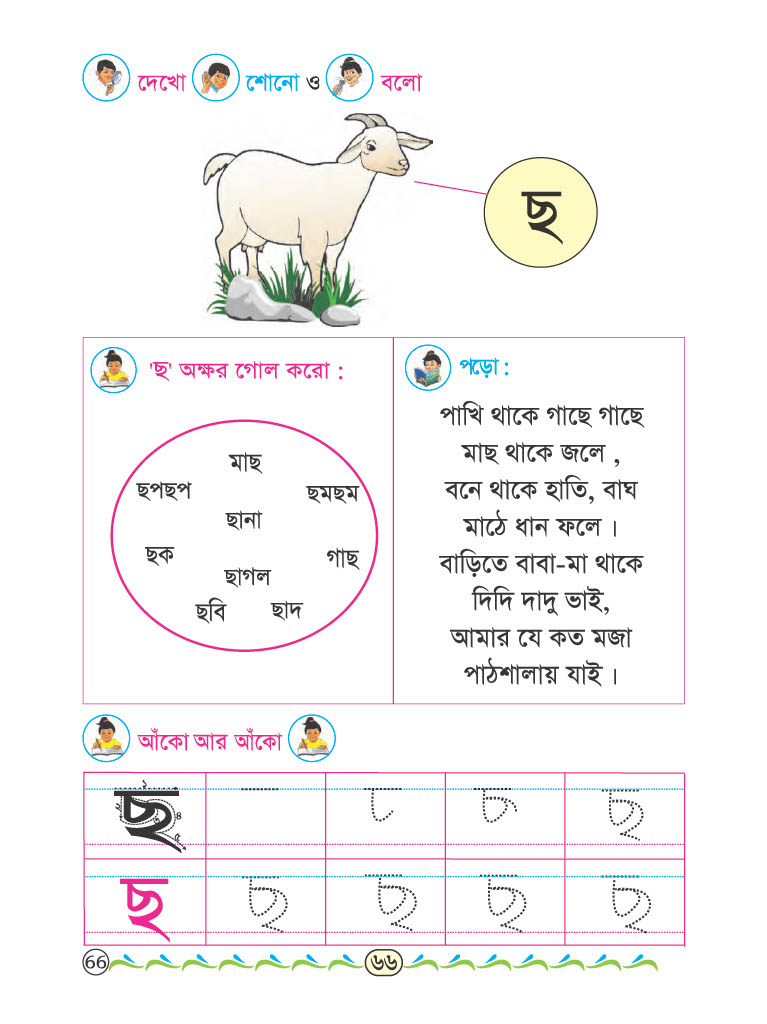 দেখো শোনো ও বলো
ছ
'ছ' অক্ষর গোল করো :
মাছ
ছপছপ ছমছম
ছানা
ছক গাছ
ছাগল
ছবি ছাদ
পড়ো :
পাখি থাকে গাছে গাছে
মাছ থাকে জলে ,
বনে থাকে হাতি, বাঘ
মাঠে ধান ফলে ।
বাড়িতে বাবা-মা থাকে
দিদি দাদু ভাই,
আমার যে কত মজা
পাঠশালায় যাই ।
আঁকো আর আঁকো
ছ চ ছ
ছ ছ ছ ছ ছ
66 ৬৬